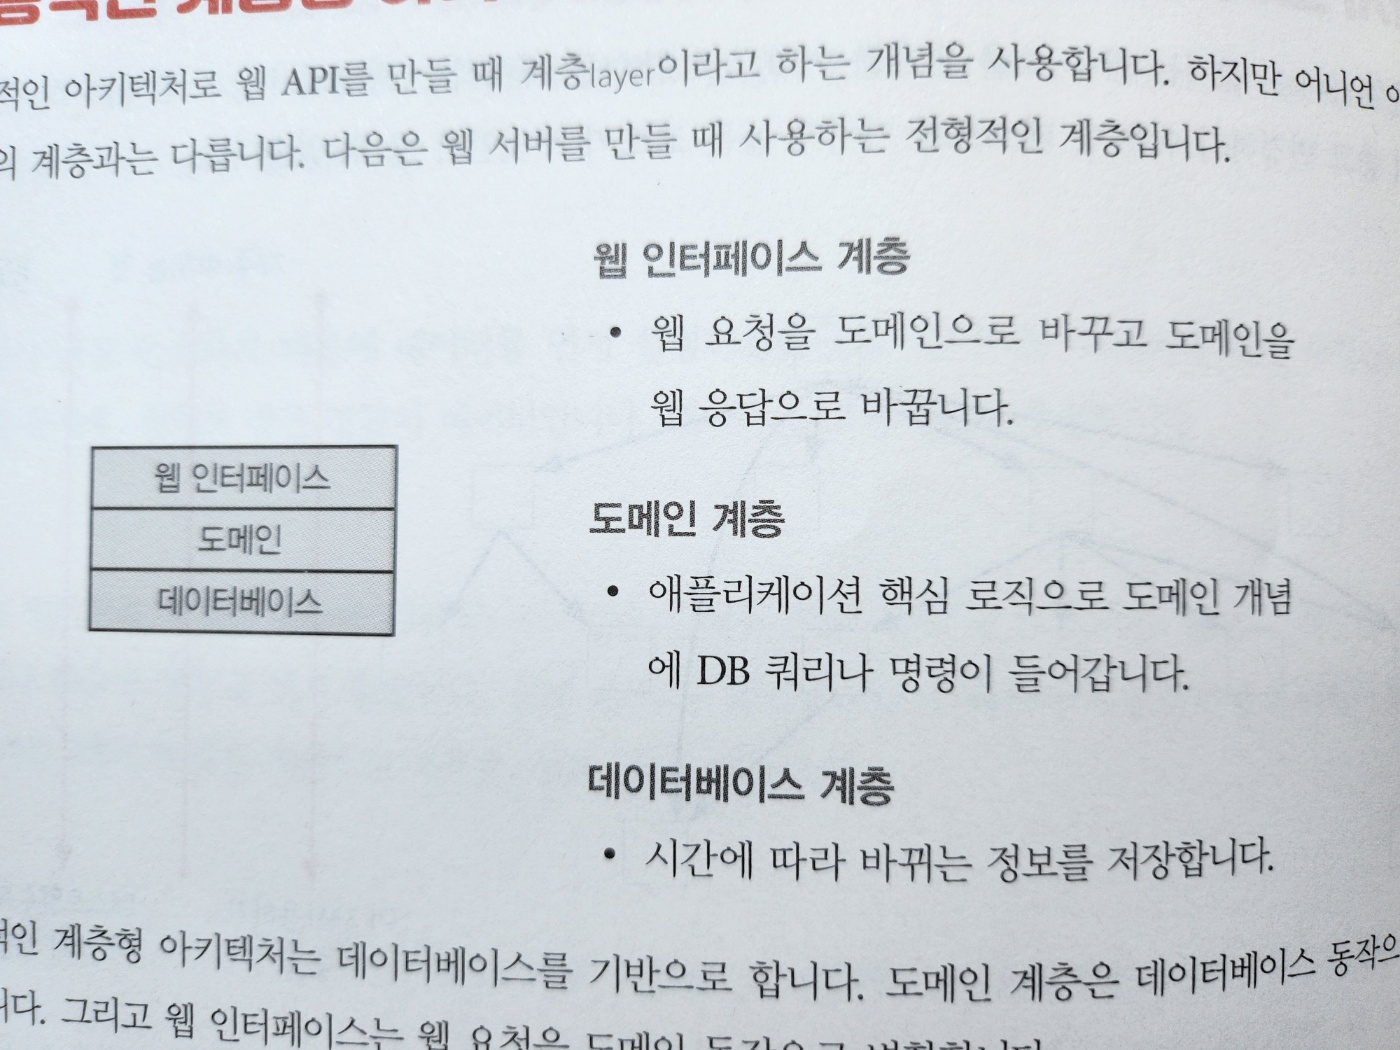 적인 아키텍처로 웹 API를 만들 때 계층layer이라고 하는 개념을 사용합니다. 하지만 어니언
의 계층과는 다릅니다. 다음은 웹 서버를 만들 때 사용하는 전형적인 계층입니다.
웹 인터페이스 계층
• 웹 요청을 도메인으로 바꾸고 도메인을
웹 응답으로 바꿉니다.
웹 인터페이스
도메인
데이터베이스
도메인 계층
• 애플리케이션 핵심 로직으로 도메인 개념
에 DB 쿼리나 명령이 들어갑니다.
데이터베이스 계층
• 시간에 따라 바뀌는 정보를 저장합니다.
적인 계층형 아키텍처는 데이터베이스를 기반으로 합니다. 도메인 계층은 데이터베이스 동작으
니다. 그리고 웹 인터페이스는 웹 요청을 도메인 동작으로